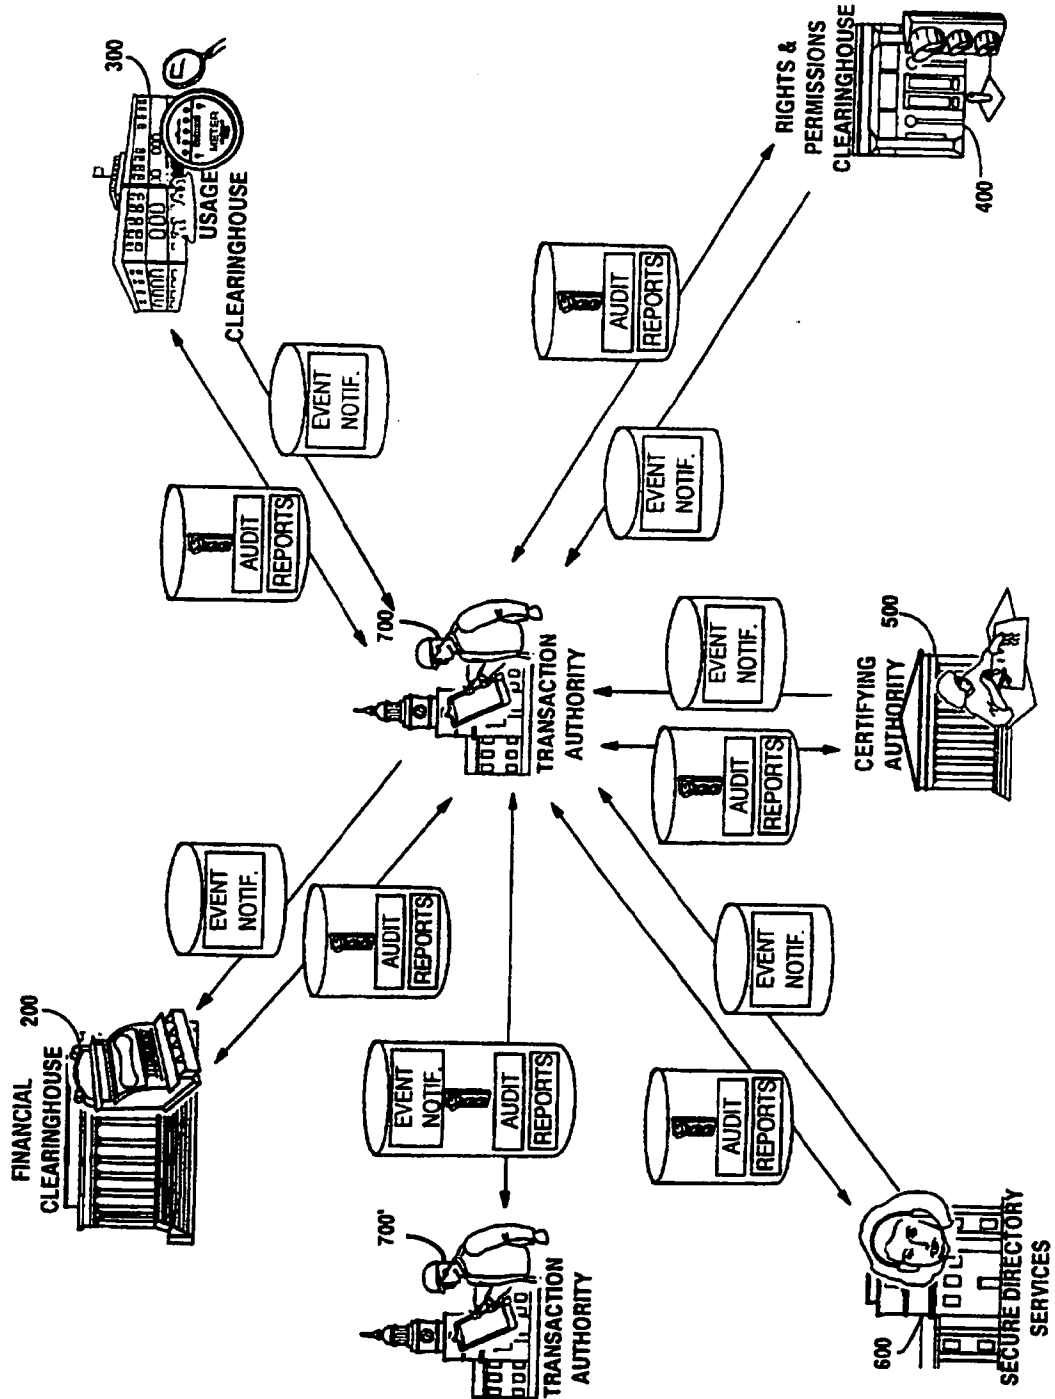 FINANCIAL
CLEARINGHOUSE
200
EVENT
NOTIF.
AUDIT
REPORTS
300
METER
USAGE
CLEARINGHOUSE
EVENT
NOTIF.
AUDIT
REPORTS
700'
TRANSACTION
AUTHORITY
EVENT
NOTIF.
AUDIT
REPORTS
700
TRANSACTION
AUTHORITY
AUDIT
REPORTS
EVENT
NOTIF.
RIGHTS &
PERMISSIONS
CLEARINGHOUSE
400
600
SECURE DIRECTORY
SERVICES
AUDIT
REPORTS
EVENT
NOTIF.
AUDIT
REPORTS
EVENT
NOTIF.
CERTIFYING
AUTHORITY
500